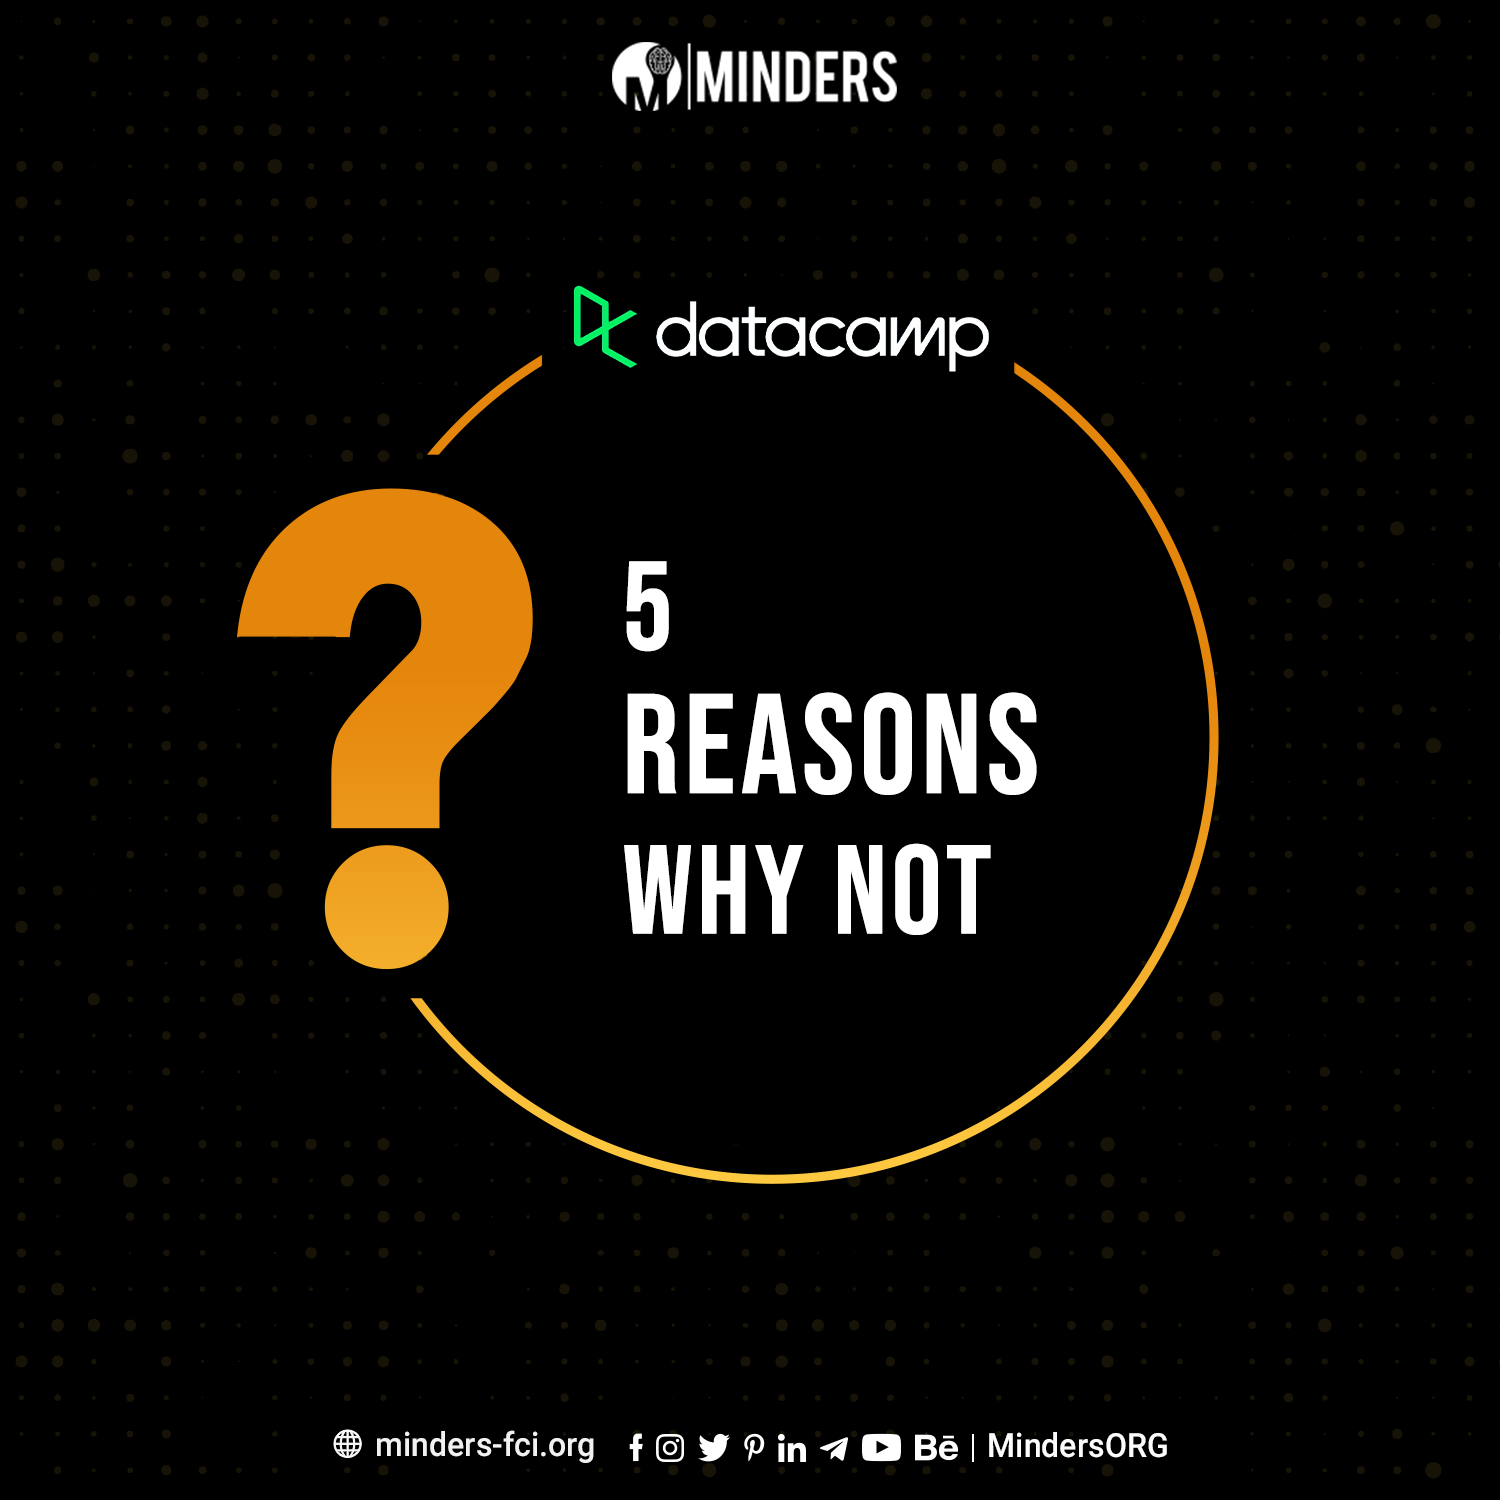 M|MINDERS
datacamp
?
5
REASONS
WHY NOT
minders-fci.org
Bē | MindersORG